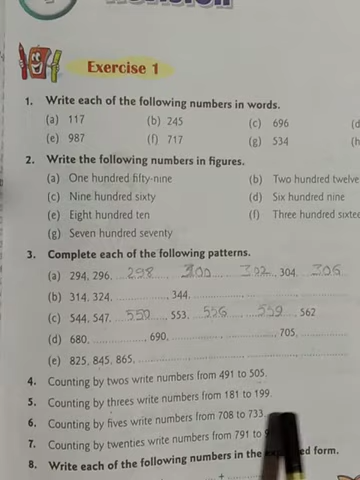 Revision
Exercise 1
1. Write each of the following numbers in words.
(a) 117 (b) 245 (c) 696 (d
(e) 987 (f) 717 (g) 534 (h
2. Write the following numbers in figures.
(a) One hundred fifty-nine (b) Two hundred twelve
(c) Nine hundred sixty (d) Six hundred nine
(e) Eight hundred ten (f) Three hundred sixtee
(g) Seven hundred seventy
3. Complete each of the following patterns.
(a) 294, 296, 298 300 302, 304, 306
(b) 314, 324, ............, 344, ............ ............
(c) 544, 547, 550, 553, 556 559, 562
(d) 680, ............, 690, ............ ............, 705, ............
(e) 825, 845, 865, ............ ............ ............
4. Counting by twos write numbers from 491 to 505.
5. Counting by threes write numbers from 181 to 199.
6. Counting by fives write numbers from 708 to 733.
7. Counting by twenties write numbers from 791 to
8. Write each of the following numbers in the form.